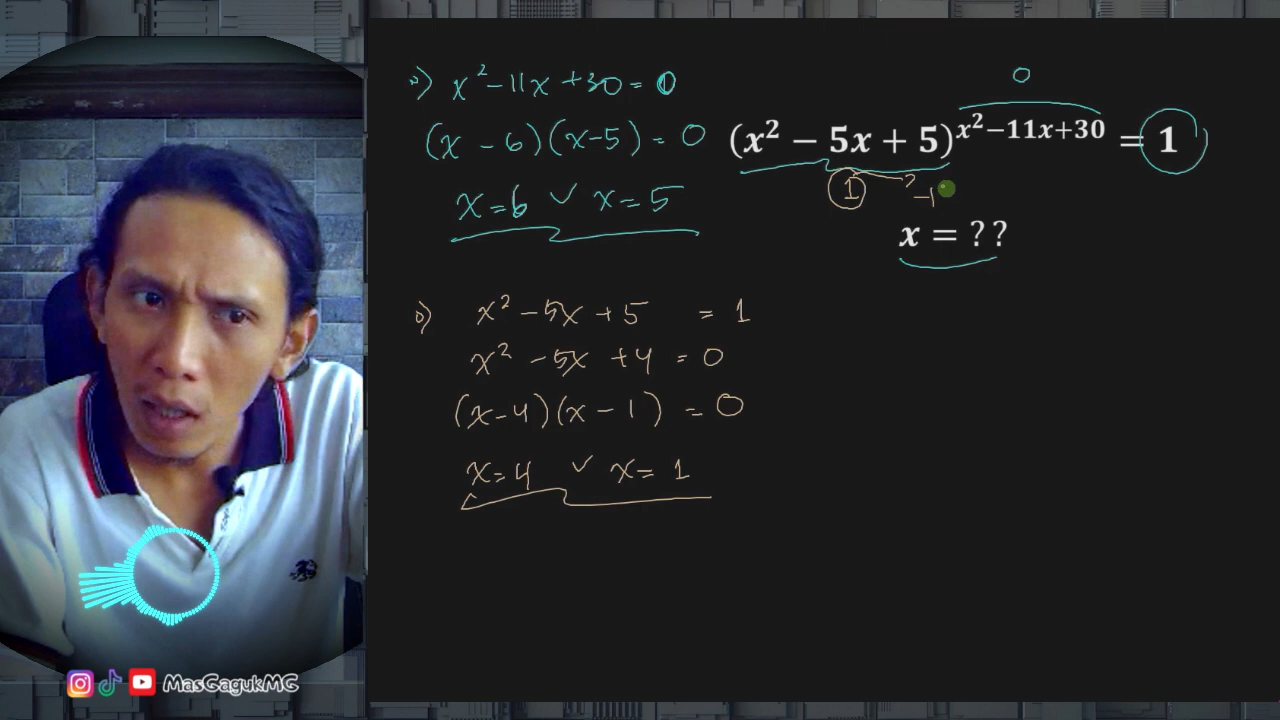 ∘) x² - 11x + 30 = 0
(x - 6)(x - 5) = 0
x = 6 ∨ x = 5
0
(x² − 5x + 5)^(x²−11x+30) = 1
1 -1
x = ??
∘) x² - 5x + 5 = 1
x² - 5x + 4 = 0
(x - 4)(x - 1) = 0
x = 4 ∨ x = 1
MasGagukMG